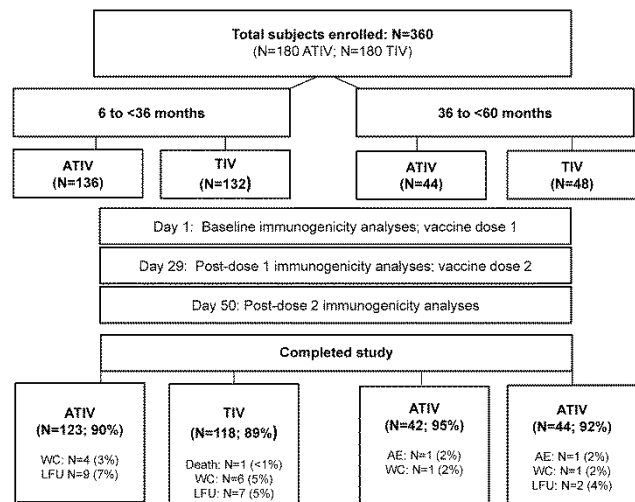 Total subjects enrolled: N=360
(N=180 ATIV; N=180 TIV)
6 to <36 months
36 to <60 months
ATIV
(N=136)
TIV
(N=132)
ATIV
(N=44)
TIV
(N=48)
Day 1: Baseline immunogenicity analyses; vaccine dose 1
Day 29: Post-dose 1 immunogenicity analyses; vaccine dose 2
Day 50: Post-dose 2 immunogenicity analyses
Completed study
ATIV
(N=123; 90%)
WC: N=4 (3%)
LFU N=9 (7%)
TIV
(N=118; 89%)
Death: N=1 (<1%)
WC: N=6 (5%)
LFU: N=7 (5%)
ATIV
(N=42; 95%)
AE: N=1 (2%)
WC: N=1 (2%)
ATIV
(N=44; 92%)
AE: N=1 (2%)
WC: N=1 (2%)
LFU: N=2 (4%)